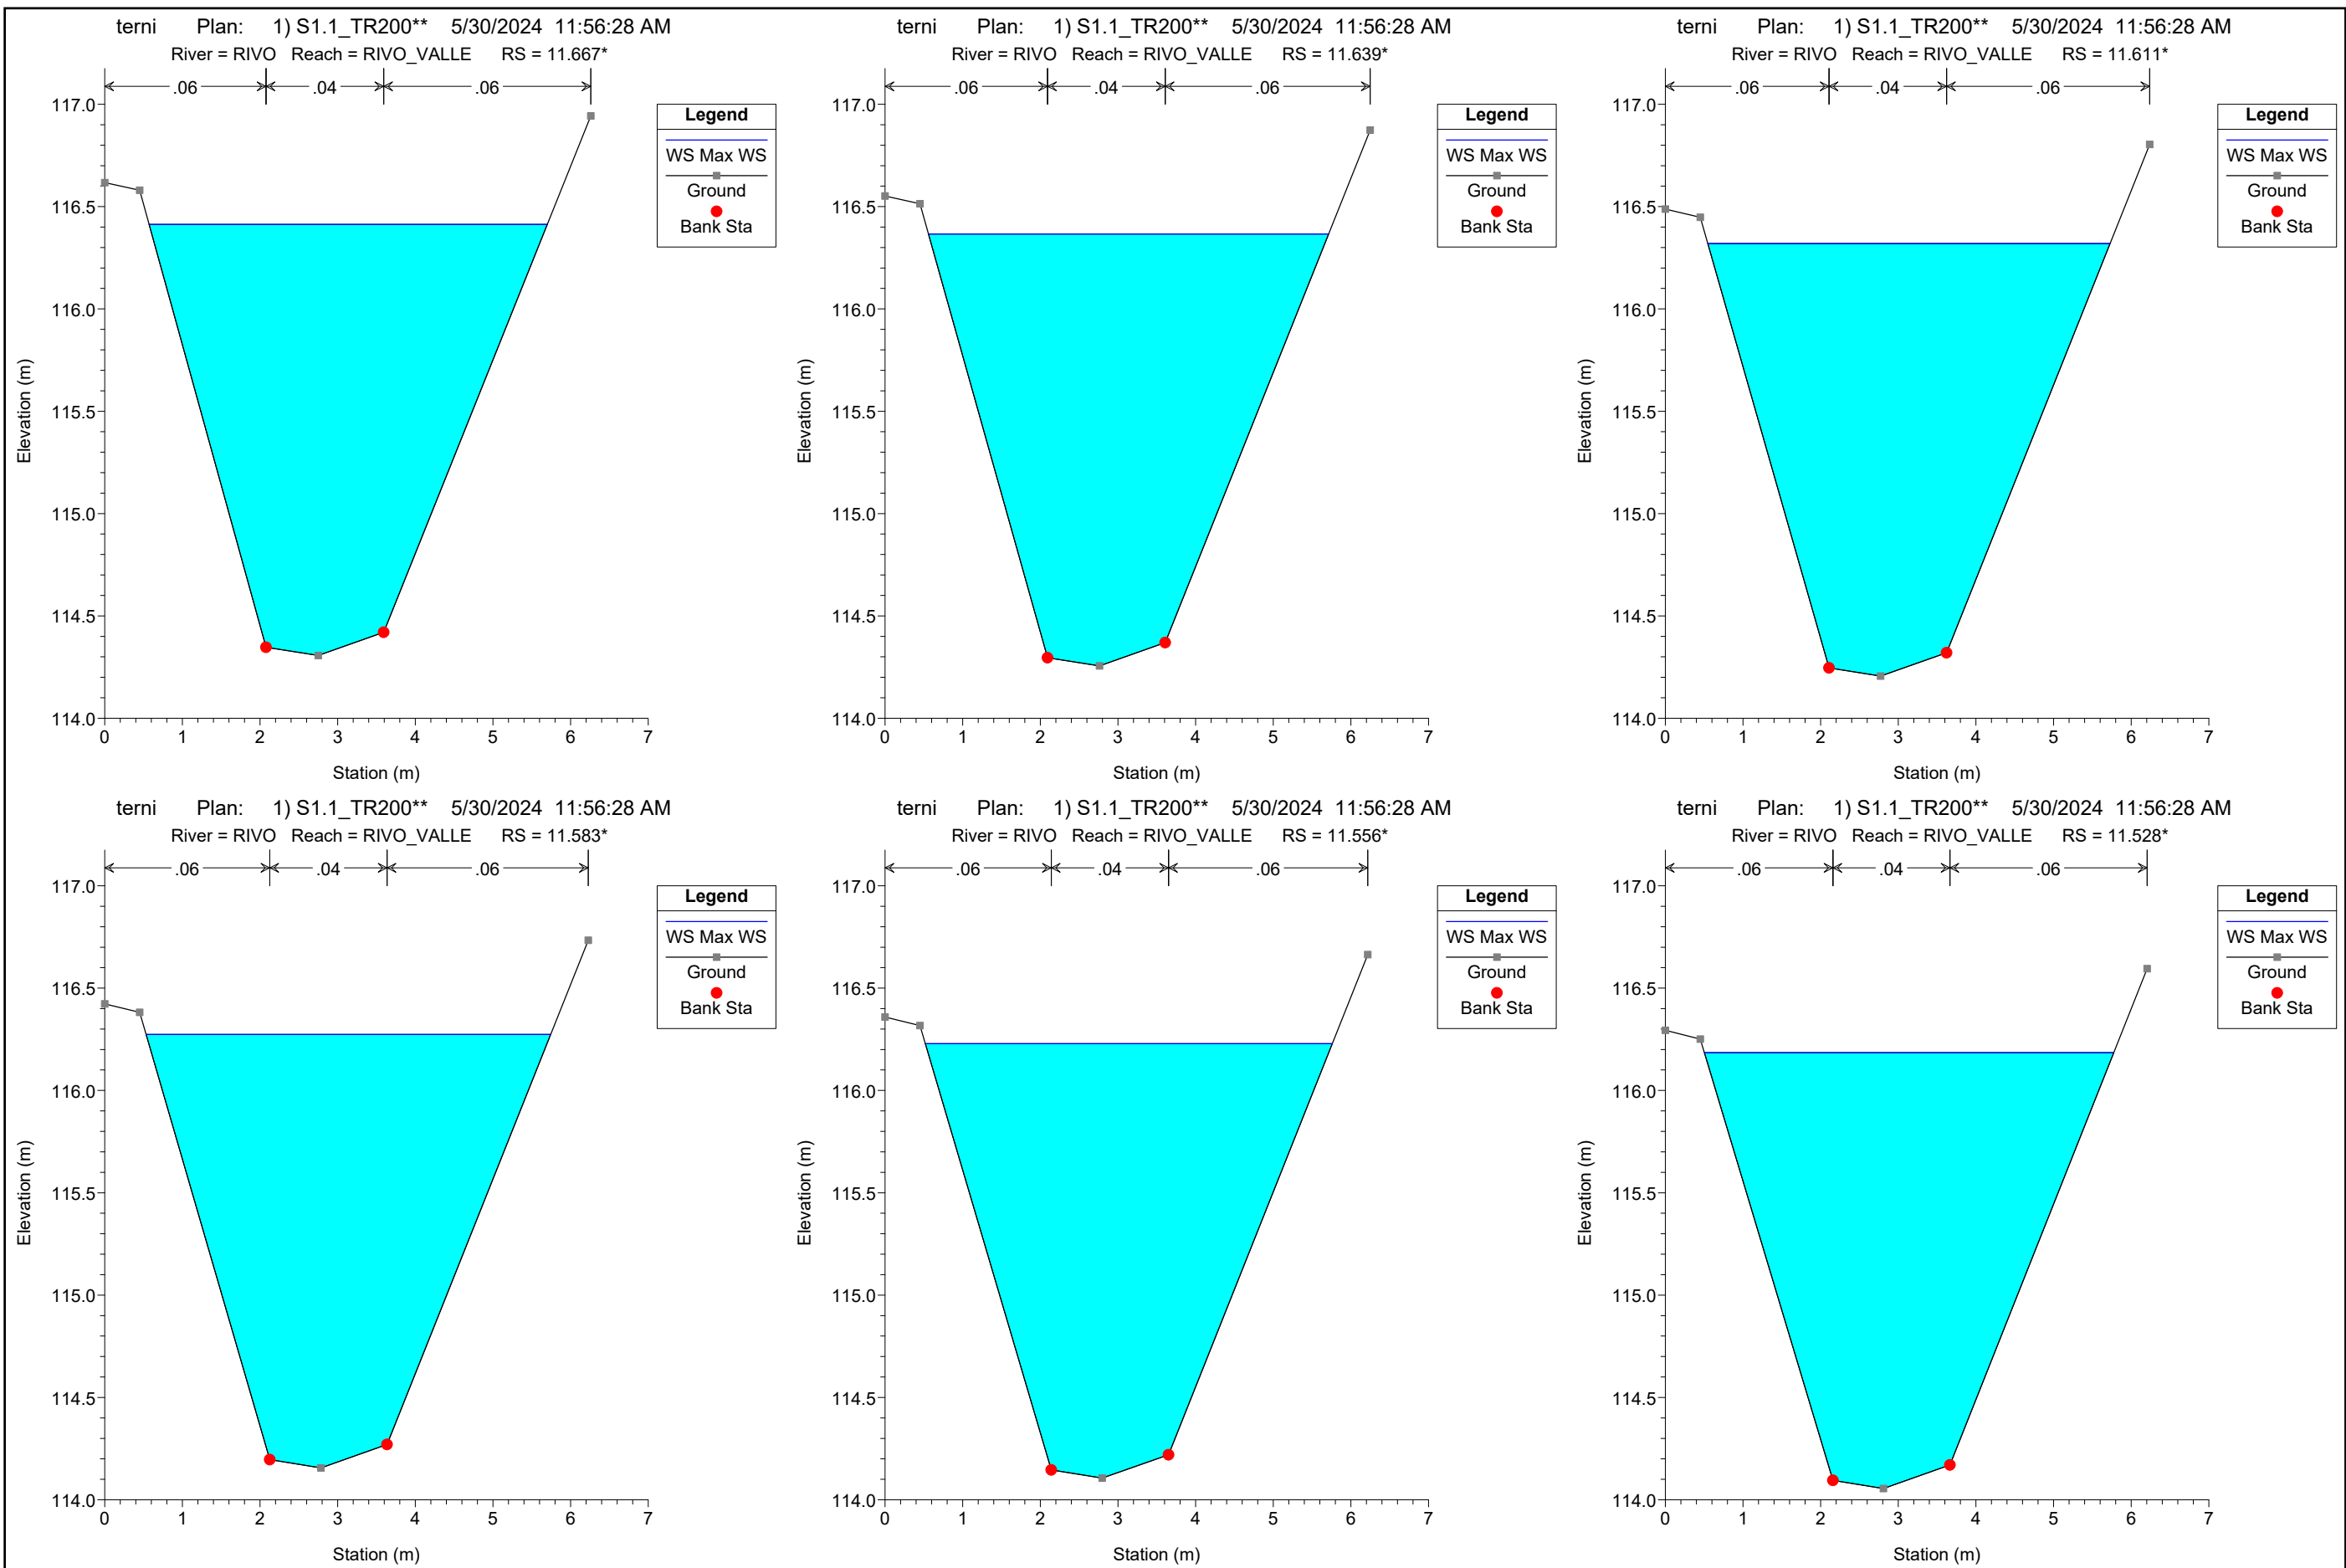 terni Plan: 1) S1.1_TR200** 5/30/2024 11:56:28 AM
River = RIVO Reach = RIVO_VALLE RS = 11.667*
.06 .04 .06
117.0
116.5
116.0
115.5
115.0
114.5
114.0
Elevation (m)
0 1 2 3 4 5 6 7
Station (m)
Legend
WS Max WS
Ground
Bank Sta
terni Plan: 1) S1.1_TR200** 5/30/2024 11:56:28 AM
River = RIVO Reach = RIVO_VALLE RS = 11.639*
.06 .04 .06
117.0
116.5
116.0
115.5
115.0
114.5
114.0
Elevation (m)
0 1 2 3 4 5 6 7
Station (m)
Legend
WS Max WS
Ground
Bank Sta
terni Plan: 1) S1.1_TR200** 5/30/2024 11:56:28 AM
River = RIVO Reach = RIVO_VALLE RS = 11.611*
.06 .04 .06
117.0
116.5
116.0
115.5
115.0
114.5
114.0
Elevation (m)
0 1 2 3 4 5 6 7
Station (m)
Legend
WS Max WS
Ground
Bank Sta
terni Plan: 1) S1.1_TR200** 5/30/2024 11:56:28 AM
River = RIVO Reach = RIVO_VALLE RS = 11.583*
.06 .04 .06
117.0
116.5
116.0
115.5
115.0
114.5
114.0
Elevation (m)
0 1 2 3 4 5 6 7
Station (m)
Legend
WS Max WS
Ground
Bank Sta
terni Plan: 1) S1.1_TR200** 5/30/2024 11:56:28 AM
River = RIVO Reach = RIVO_VALLE RS = 11.556*
.06 .04 .06
117.0
116.5
116.0
115.5
115.0
114.5
114.0
Elevation (m)
0 1 2 3 4 5 6 7
Station (m)
Legend
WS Max WS
Ground
Bank Sta
terni Plan: 1) S1.1_TR200** 5/30/2024 11:56:28 AM
River = RIVO Reach = RIVO_VALLE RS = 11.528*
.06 .04 .06
117.0
116.5
116.0
115.5
115.0
114.5
114.0
Elevation (m)
0 1 2 3 4 5 6 7
Station (m)
Legend
WS Max WS
Ground
Bank Sta